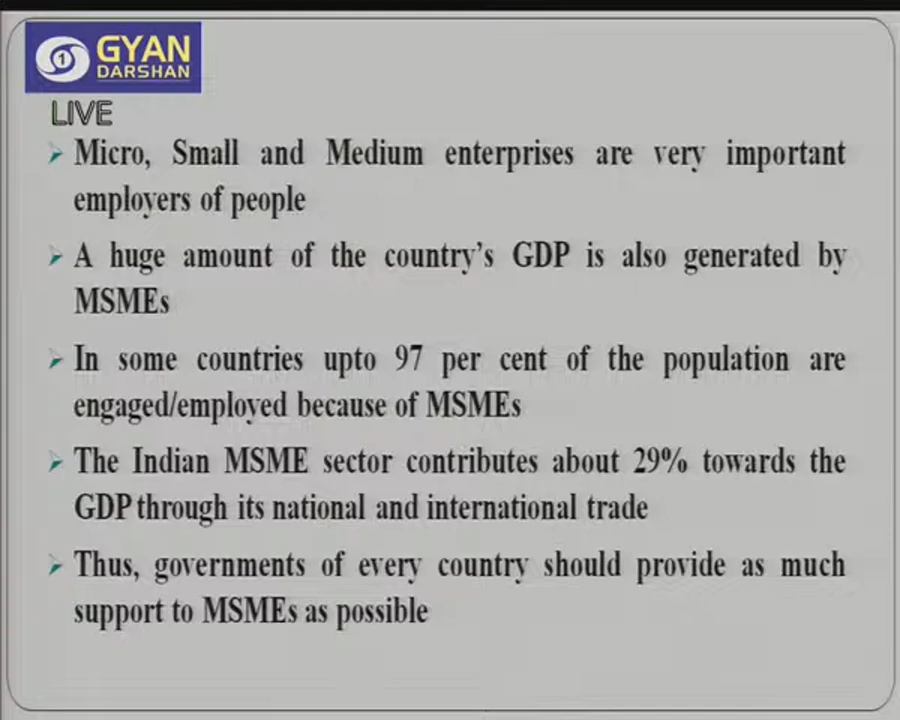 GYAN
DARSHAN
LIVE
Micro, Small and Medium enterprises are very important
employers of people
A huge amount of the country's GDP is also generated by
MSMEs
In some countries upto 97 per cent of the population are
engaged/employed because of MSMEs
The Indian MSME sector contributes about 29% towards the
GDP through its national and international trade
Thus, governments of every country should provide as much
support to MSMEs as possible